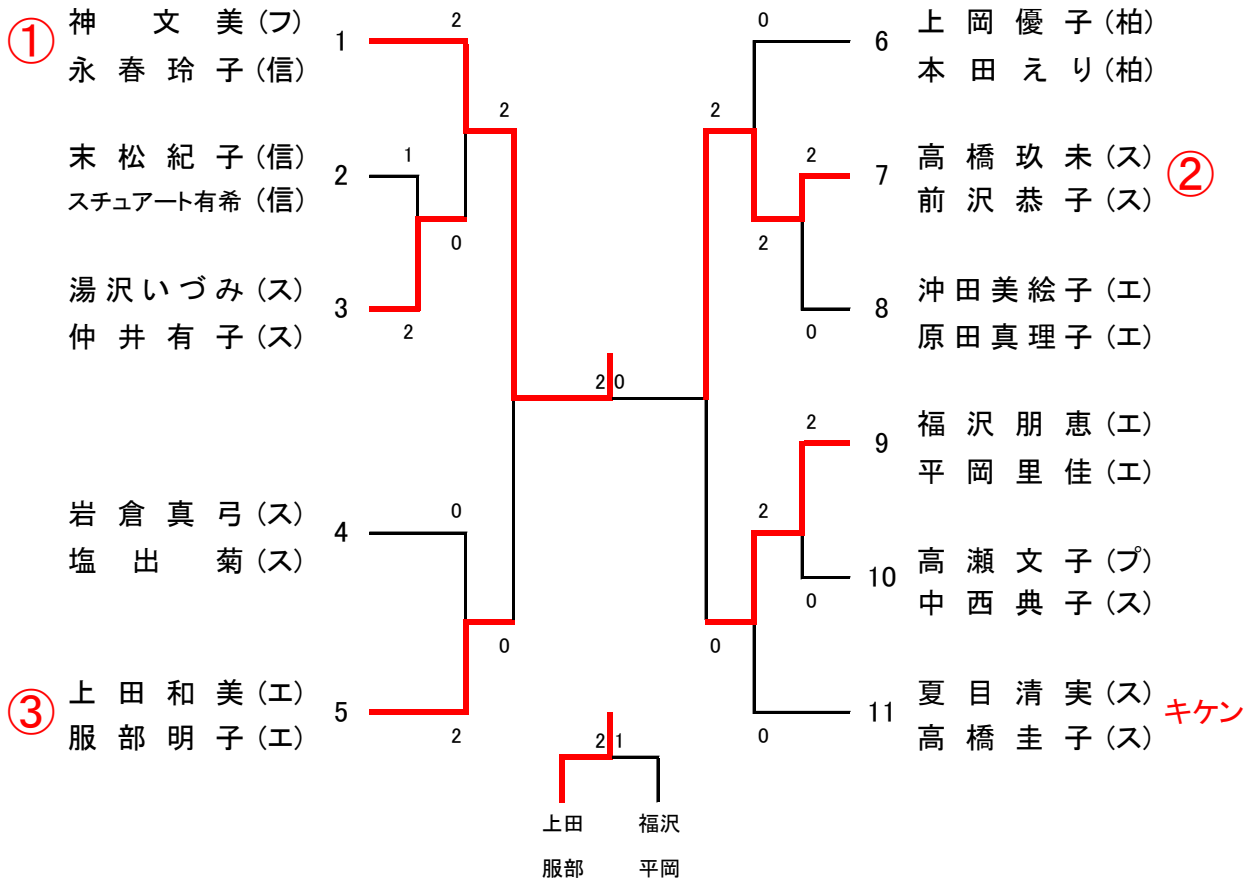 ①
神 文 美 (フ)
永 春 玲 子 (信)
1
2
末 松 紀 子 (信)
スチュアート有希 (信)
2
1
湯 沢 い づ み (ス)
仲 井 有 子 (ス)
3
2
0
2
岩 倉 真 弓 (ス)
塩 出 菊 (ス)
4
0
③
上 田 和 美 (エ)
服 部 明 子 (エ)
5
2
0
2 0
0
6
上 岡 優 子 (柏)
本 田 え り (柏)
2
2
7
高 橋 玖 未 (ス)
前 沢 恭 子 (ス)
②
2
0
8
沖 田 美 絵 子 (エ)
原 田 真 理 子 (エ)
2
9
福 沢 朋 恵 (エ)
平 岡 里 佳 (エ)
2
0
10
高 瀬 文 子 (プ)
中 西 典 子 (ス)
0
0
11
夏 目 清 実 (ス)
高 橋 圭 子 (ス)
キケン
2 1
上田 福沢
服部 平岡